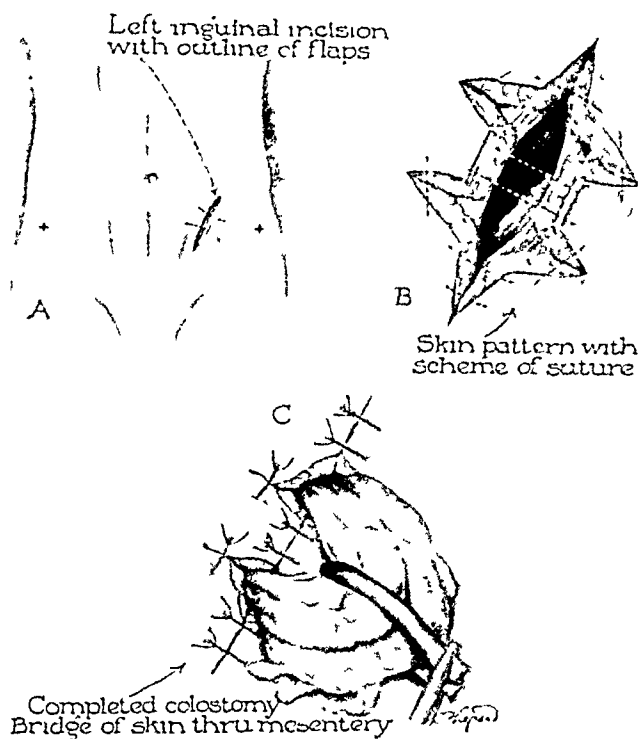 Left inguinal incision
with outline of flaps
A
B
Skin pattern with
scheme of suture
C
Completed colostomy
Bridge of skin thru mesentery